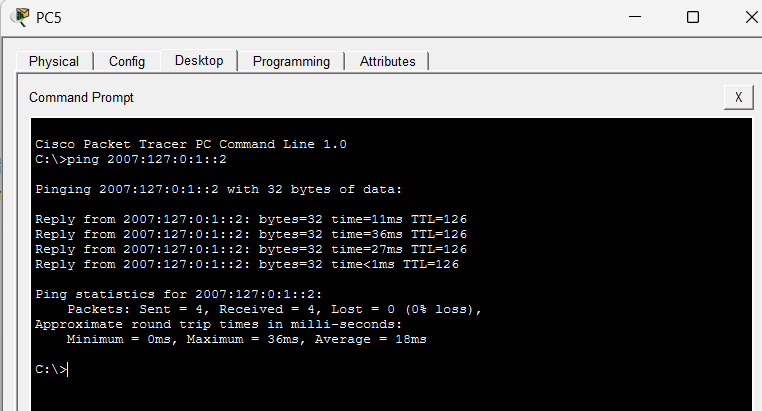 PC5
Physical Config Desktop Programming Attributes
Command Prompt
X
Cisco Packet Tracer PC Command Line 1.0
C:\>ping 2007:127:0:1::2
Pinging 2007:127:0:1::2 with 32 bytes of data:
Reply from 2007:127:0:1::2: bytes=32 time=11ms TTL=126
Reply from 2007:127:0:1::2: bytes=32 time=36ms TTL=126
Reply from 2007:127:0:1::2: bytes=32 time=27ms TTL=126
Reply from 2007:127:0:1::2: bytes=32 time<1ms TTL=126
Ping statistics for 2007:127:0:1::2:
    Packets: Sent = 4, Received = 4, Lost = 0 (0% loss),
Approximate round trip times in milli-seconds:
    Minimum = 0ms, Maximum = 36ms, Average = 18ms
C:\>